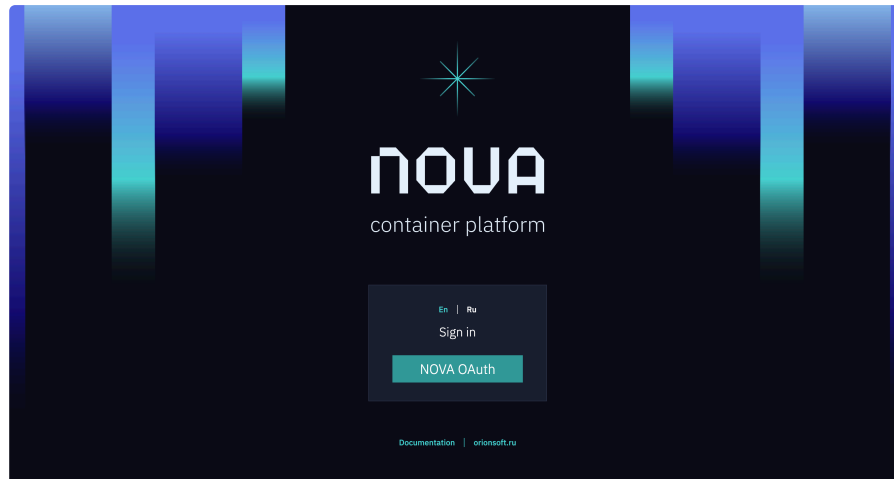 NOVA
container platform
En | Ru
Sign in
NOVA OAuth
Documentation | orionsoft.ru